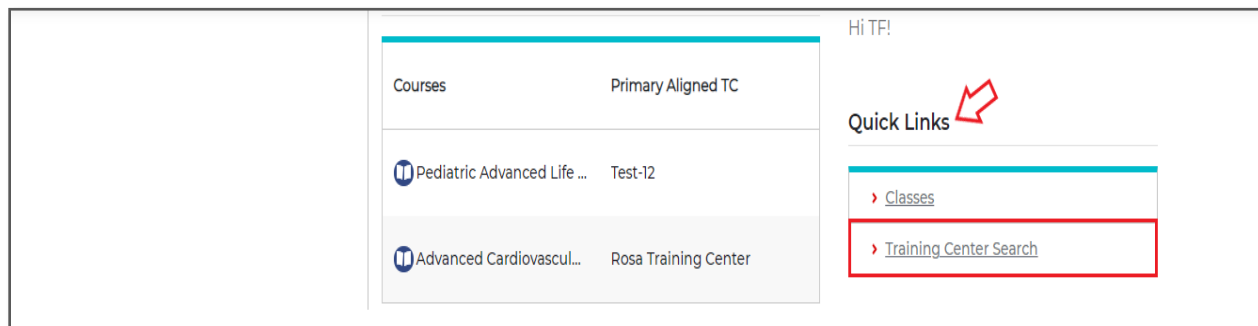 Hi TF!
Courses Primary Aligned TC
Pediatric Advanced Life ... Test-12
Advanced Cardiovascul... Rosa Training Center
Quick Links
Classes
Training Center Search